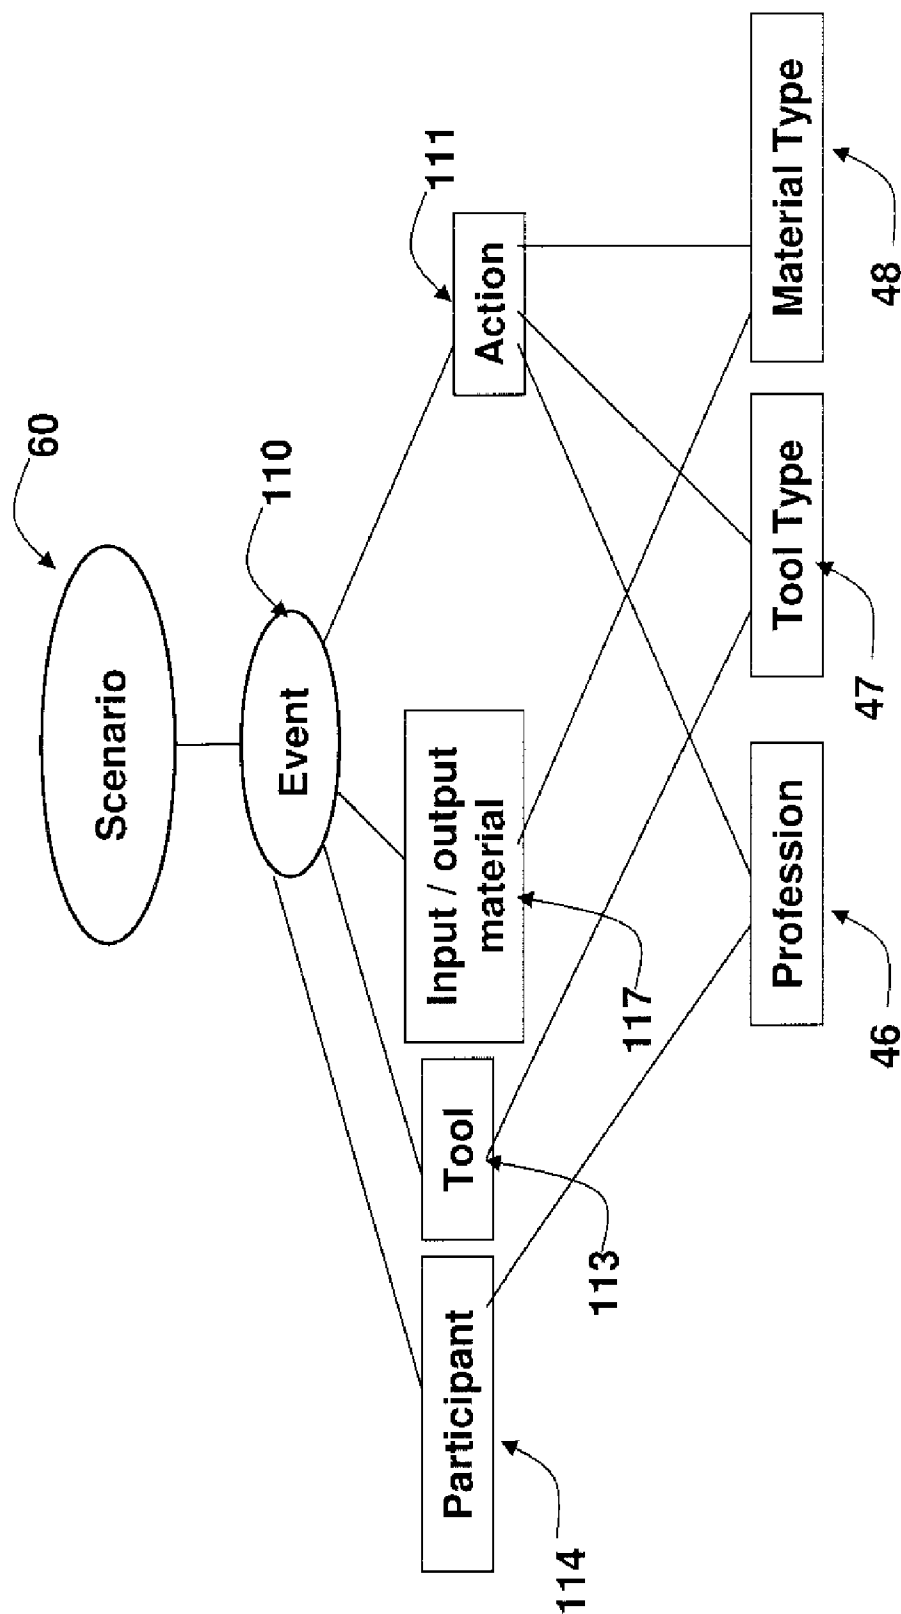 Scenario
60
Event
110
Participant
114
Tool
113
Input / output
material
117
Action
111
Profession
46
Tool Type
47
Material Type
48